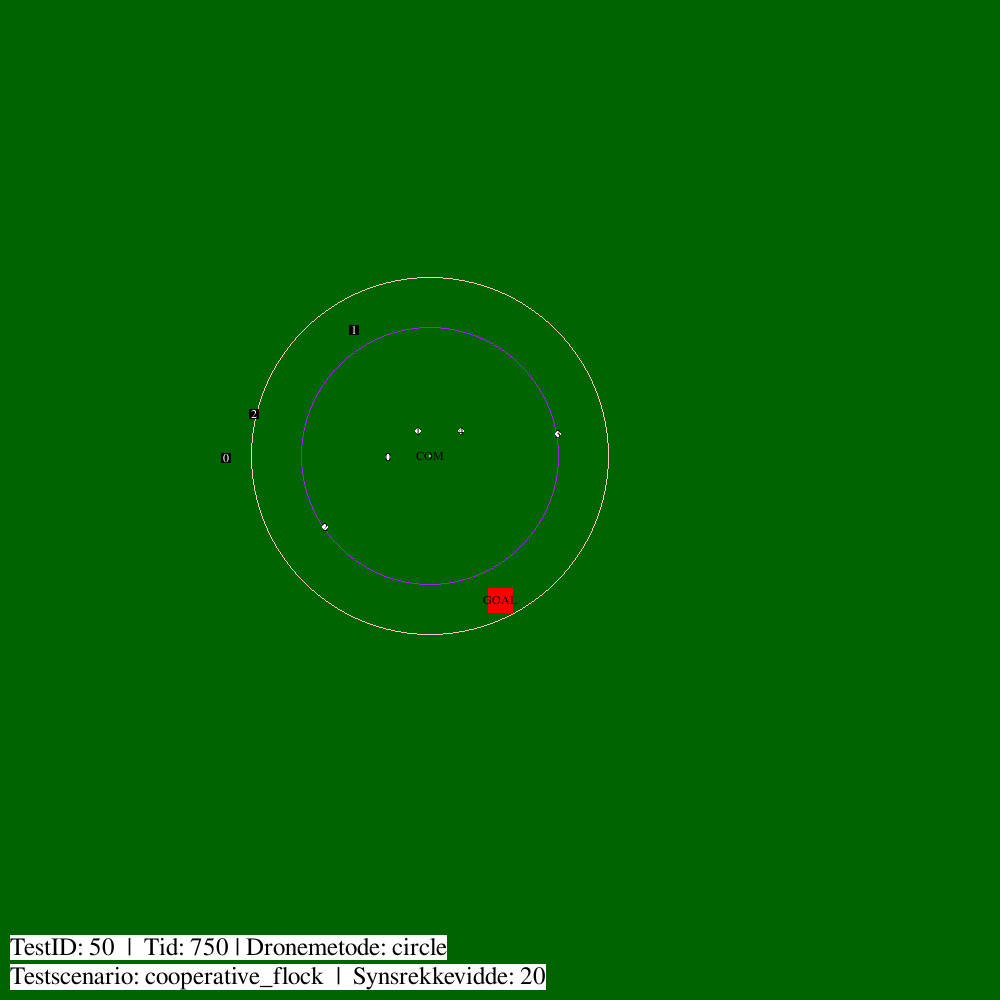 1
2
COM
0
GOAL
TestID: 50 | Tid: 750 | Dronemetode: circle
Testscenario: cooperative_flock | Synsrekkevidde: 20